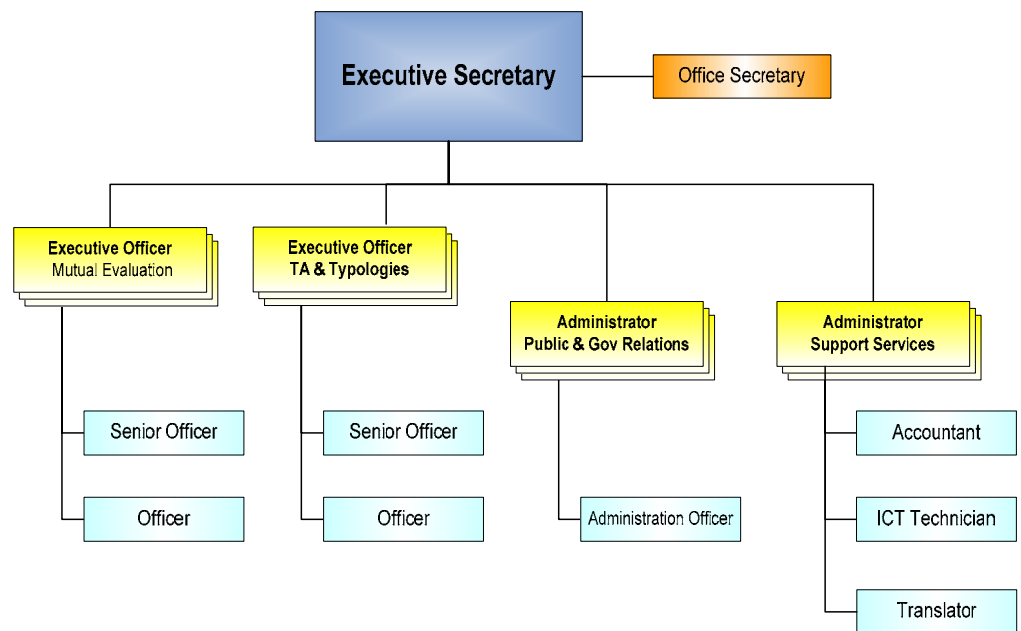 Executive Secretary
Office Secretary
Executive Officer
Mutual Evaluation
Executive Officer
TA & Typologies
Administrator
Public & Gov Relations
Administrator
Support Services
Senior Officer
Senior Officer
Accountant
Officer
Officer
Administration Officer
ICT Technician
Translator